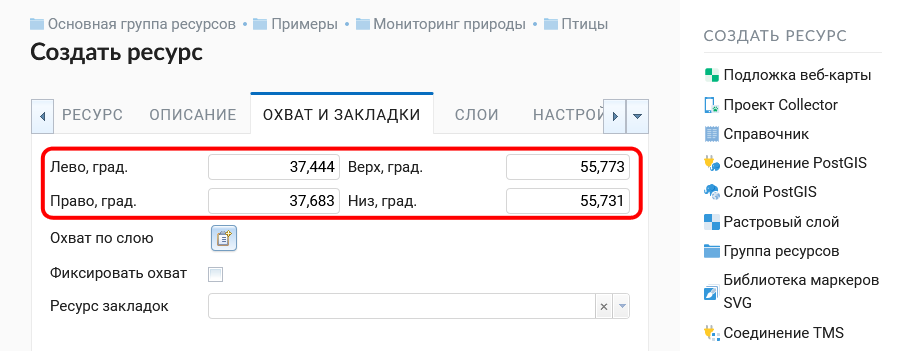 Основная группа ресурсов • Примеры • Мониторинг природы • Птицы
Создать ресурс
РЕСУРС ОПИСАНИЕ ОХВАТ И ЗАКЛАДКИ СЛОИ НАСТРОЙ
Лево, град. 37,444 Верх, град. 55,773
Право, град. 37,683 Низ, град. 55,731
Охват по слою
Фиксировать охват
Ресурс закладок
СОЗДАТЬ РЕСУРС
Подложка веб-карты
Проект Collector
Справочник
Соединение PostGIS
Слой PostGIS
Растровый слой
Группа ресурсов
Библиотека маркеров
SVG
Соединение TMS